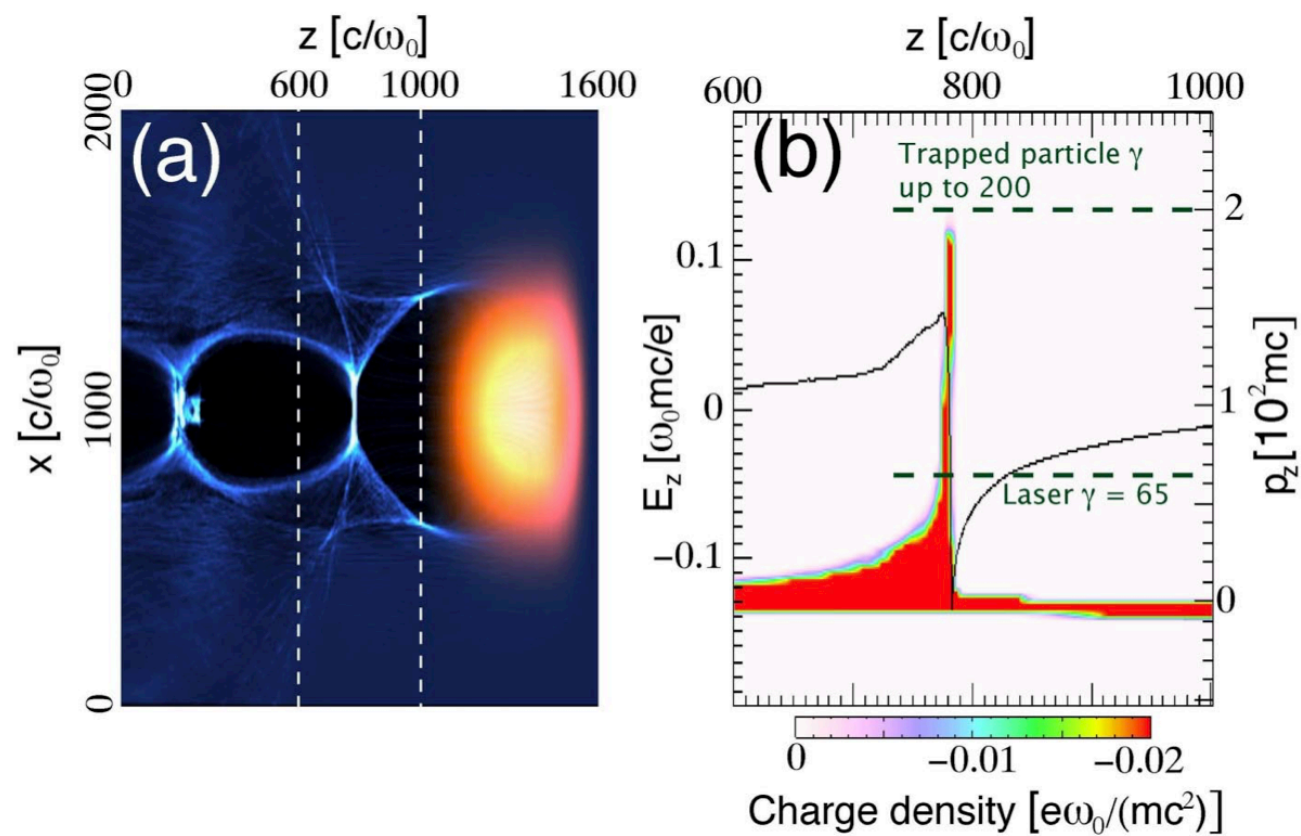 z [c/ω₀]
0 600 1000 1600
2000
1000
0
x [c/ω₀]
(a)
z [c/ω₀]
600 800 1000
(b)
Trapped particle γ
up to 200
Laser γ = 65
0.1
0
−0.1
E_z [ω₀mc/e]
2
1
0
p_z[10²mc]
0 −0.01 −0.02
Charge density [eω₀/(mc²)]